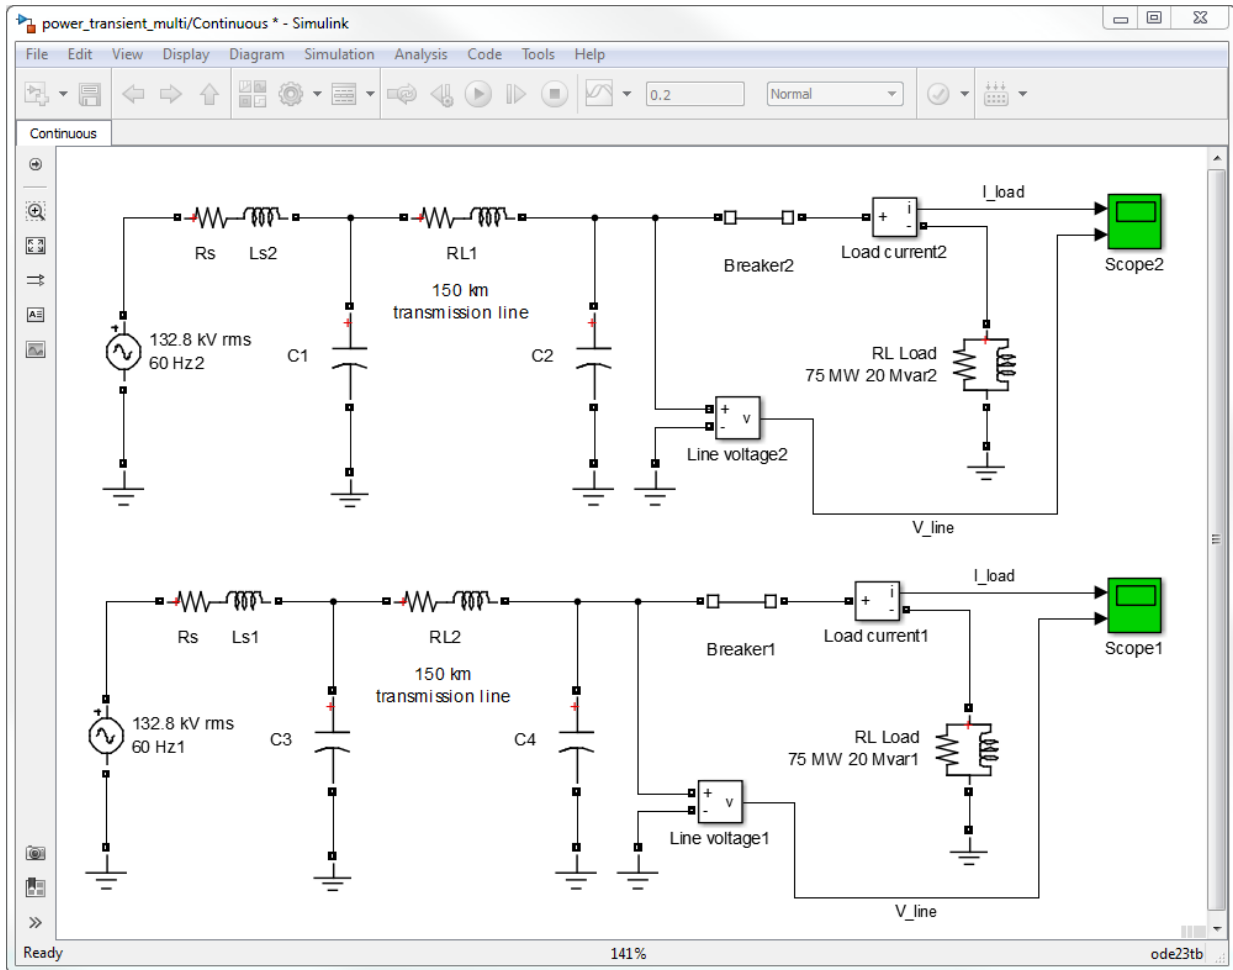 power_transient_multi/Continuous * - Simulink
File Edit View Display Diagram Simulation Analysis Code Tools Help
0.2 Normal
Continuous
I_load
i
+
-
Rs Ls2 RL1 Breaker2 Load current2 Scope2
150 km
transmission line
+
132.8 kV rms
60 Hz2
C1
C2
RL Load
75 MW 20 Mvar2
+
v
-
Line voltage2
V_line
I_load
i
+
-
Rs Ls1 RL2 Breaker1 Load current1 Scope1
150 km
transmission line
+
132.8 kV rms
60 Hz1
C3
C4
RL Load
75 MW 20 Mvar1
+
v
-
Line voltage1
V_line
Ready 141% ode23tb